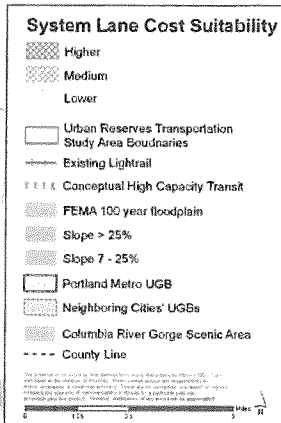 System Lane Cost Suitability
Higher
Medium
Lower
Urban Reserves Transportation
Study Area Boudnaries
Existing Lightrail
Conceptual High Capacity Transit
FEMA 100 year floodplain
Slope > 25%
Slope 7 - 25%
Portland Metro UGB
Neighboring Cities' UGBs
Columbia River Gorge Scenic Area
County Line
Miles
N